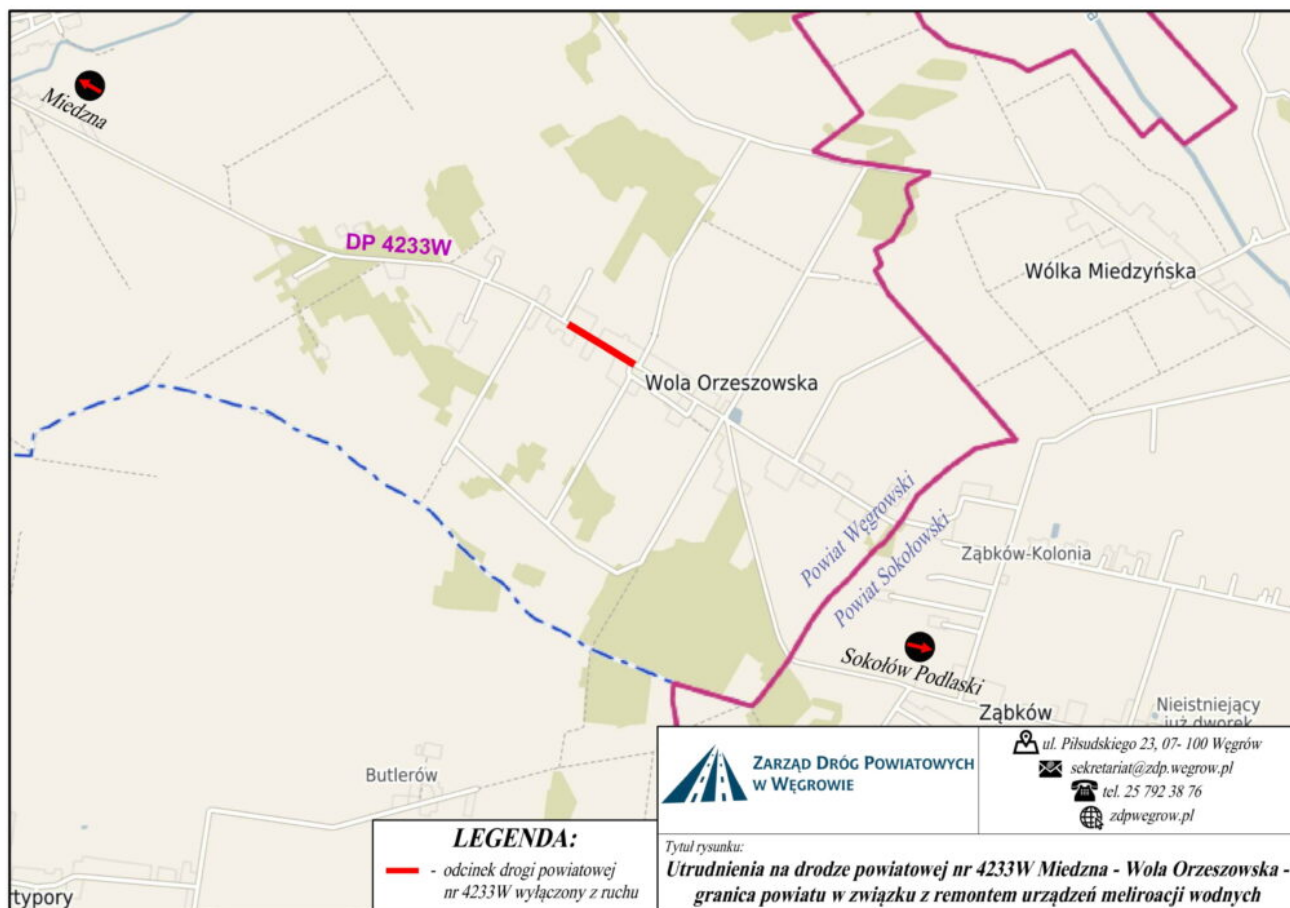 Miedzna
DP 4233W
Wólka Miedzyńska
Wola Orzeszowska
Powiat Węgrowski
Powiat Sokołowski
Ząbków-Kolonia
Sokołów Podlaski
Ząbków
Nieistniejący
już dworek
Butlerów
typory
LEGENDA:
- odcinek drogi powiatowej
nr 4233W wyłączony z ruchu
ZARZĄD DRÓG POWIATOWYCH
W WĘGROWIE
ul. Piłsudskiego 23, 07- 100 Węgrów
sekretariat@zdp.wegrow.pl
tel. 25 792 38 76
zdpwegrow.pl
Tytuł rysunku:
Utrudnienia na drodze powiatowej nr 4233W Miedzna - Wola Orzeszowska -
granica powiatu w związku z remontem urządzeń meliroacji wodnych